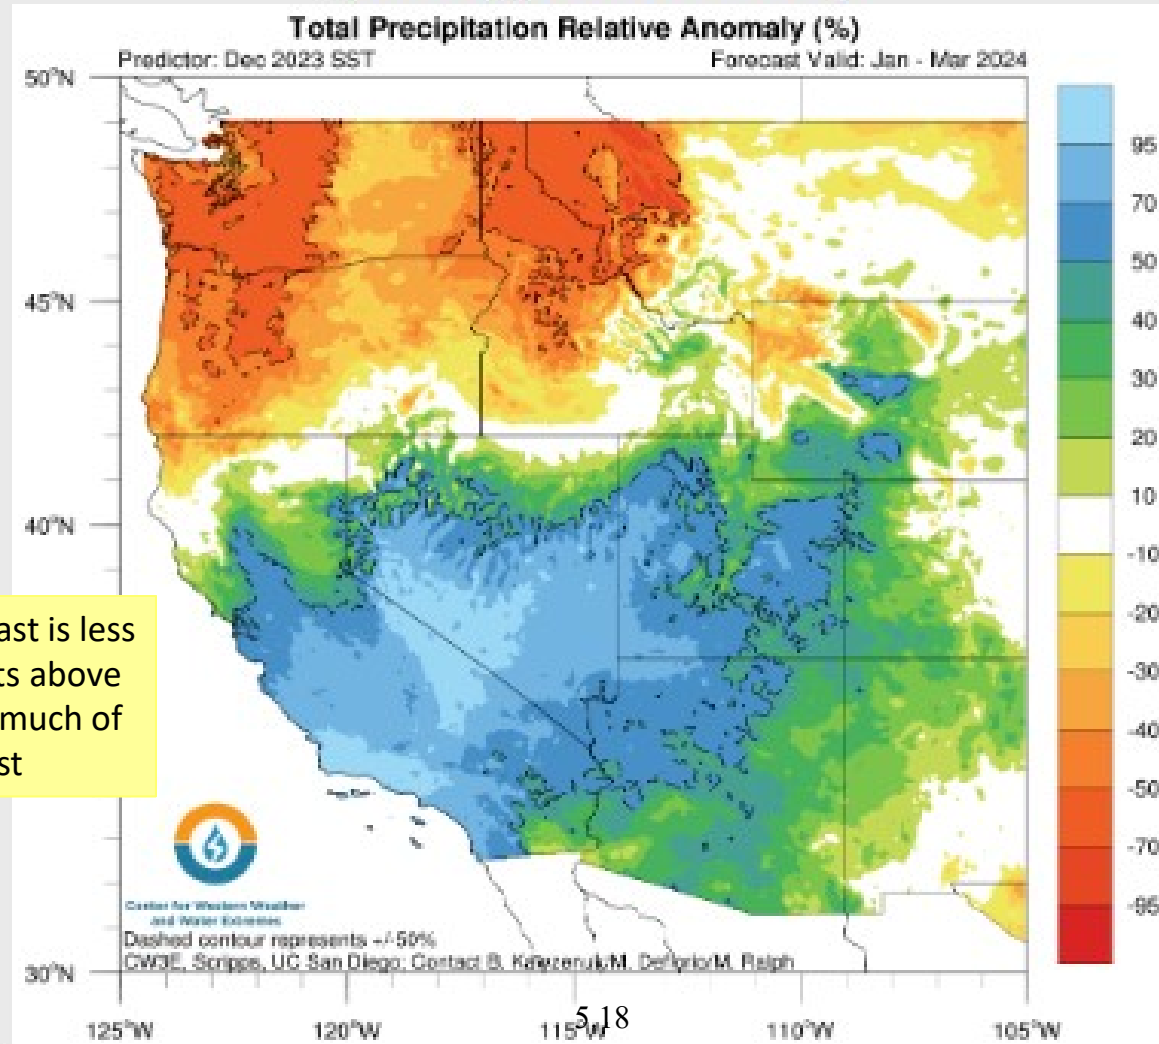 Total Precipitation Relative Anomaly (%)
Predictor: Dec 2023 SST
Forecast Valid: Jan - Mar 2024
50°N
45°N
40°N
30°N
95
70
50
40
30
20
10
-10
-20
-30
-40
-50
-70
-95
ast is less
ts above
much of
st
Center for Western Weather
and Water Extremes
Dashed contour represents +/-50%
CW3E, Scripps, UC San Diego; Contact B. M. Ralph
125°W
120°W
115°W
110°W
105°W
5.18